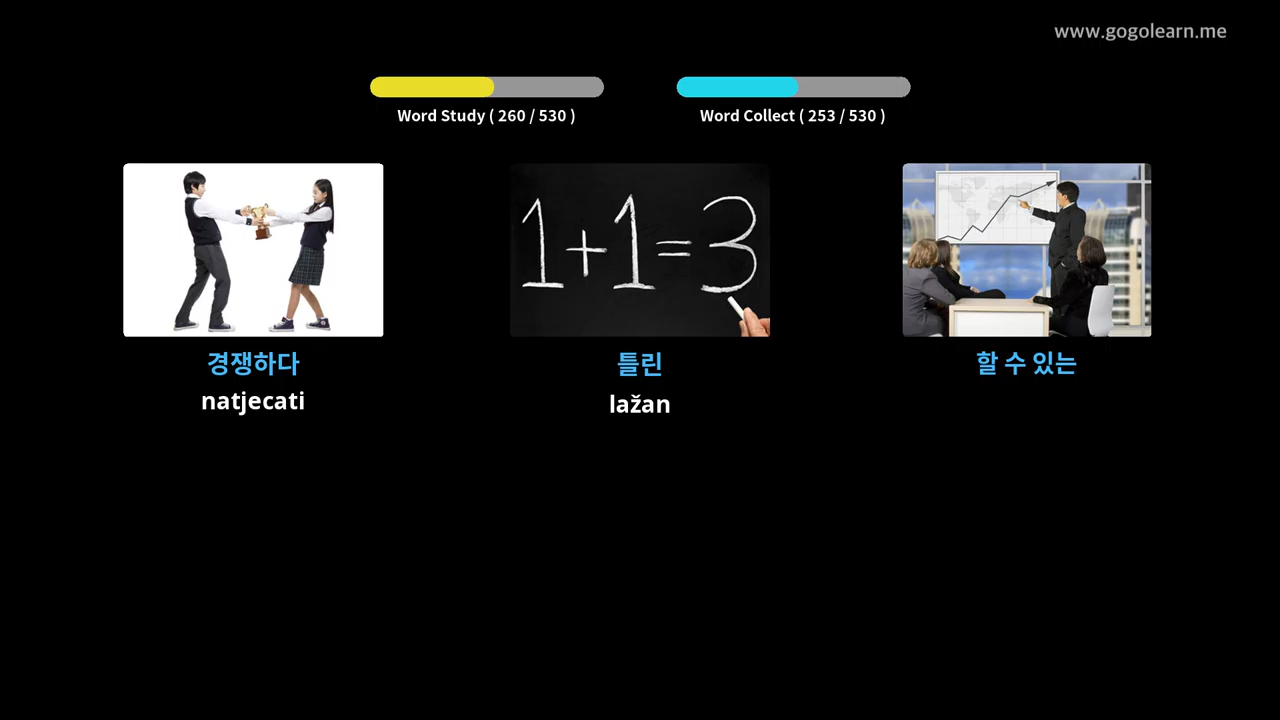 www.gogolearn.me
Word Study ( 260 / 530 )
Word Collect ( 253 / 530 )
1+1=3
경쟁하다
틀린
할 수 있는
natjecati
lažan